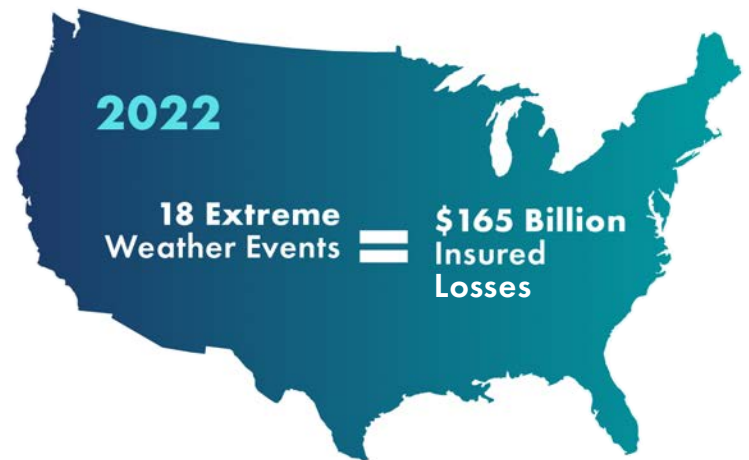 2022
18 Extreme
Weather Events
=
$165 Billion
Insured
Losses